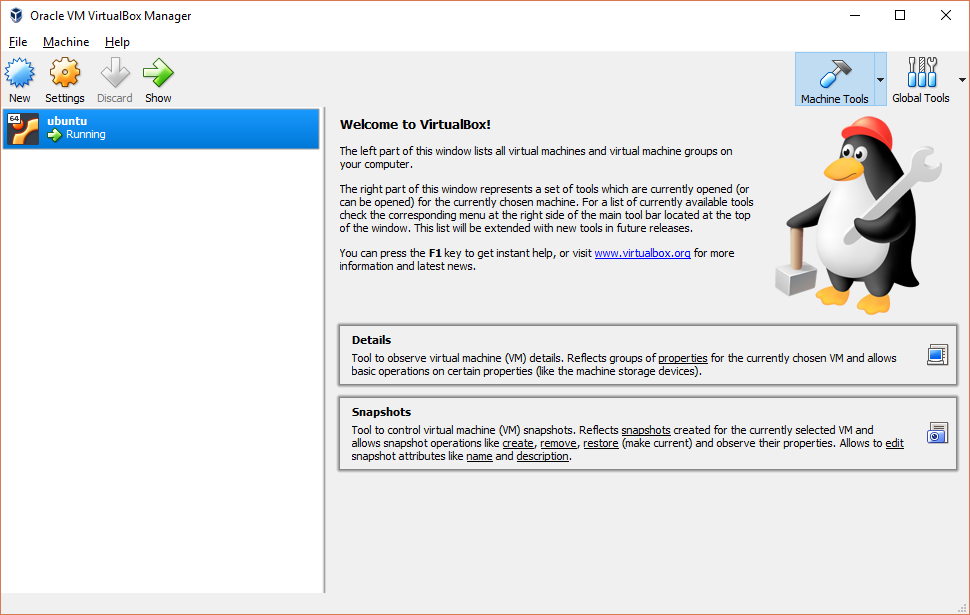 Oracle VM VirtualBox Manager
File Machine Help
New Settings Discard Show Machine Tools Global Tools
64
ubuntu
Running
Welcome to VirtualBox!
The left part of this window lists all virtual machines and virtual machine groups on
your computer.
The right part of this window represents a set of tools which are currently opened (or
can be opened) for the currently chosen machine. For a list of currently available tools
check the corresponding menu at the right side of the main tool bar located at the top
of the window. This list will be extended with new tools in future releases.
You can press the F1 key to get instant help, or visit www.virtualbox.org for more
information and latest news.
Details
Tool to observe virtual machine (VM) details. Reflects groups of properties for the currently chosen VM and allows
basic operations on certain properties (like the machine storage devices).
Snapshots
Tool to control virtual machine (VM) snapshots. Reflects snapshots created for the currently selected VM and
allows snapshot operations like create, remove, restore (make current) and observe their properties. Allows to edit
snapshot attributes like name and description.